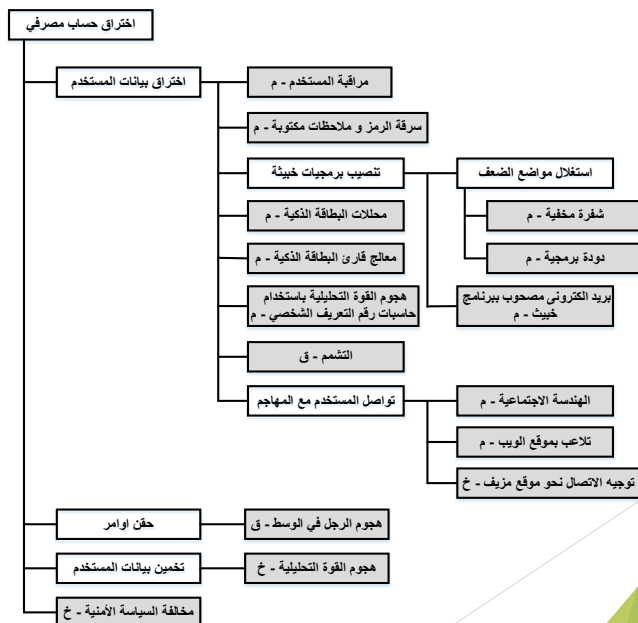 اختراق حساب مصرفي
اختراق بيانات المستخدم
مراقبة المستخدم - م
سرقة الرمز و ملاحظات مكتوبة - م
تنصيب برمجيات خبيثة
استغلال مواضع الضعف
شفرة مخفية - م
دودة برمجية - م
بريد الكترونى مصحوب ببرنامج
خبيث - م
محللات البطاقة الذكية - م
معالج قارئ البطاقة الذكية - م
هجوم القوة التحليلية باستخدام
حاسبات رقم التعريف الشخصي - م
التشمم - ق
تواصل المستخدم مع المهاجم
الهندسة الاجتماعية - م
تلاعب بموقع الويب - م
توجيه الاتصال نحو موقع مزيف - خ
حقن اوامر
هجوم الرجل في الوسط - ق
تخمين بيانات المستخدم
هجوم القوة التحليلية - خ
مخالفة السياسة الأمنية - خ